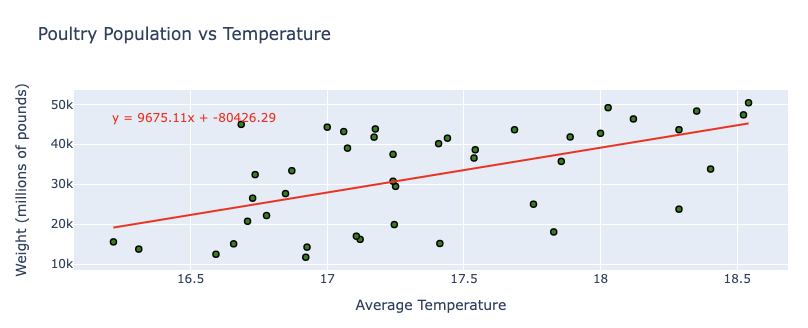 Poultry Population vs Temperature
y = 9675.11x + -80426.29
Weight (millions of pounds)
50k
40k
30k
20k
10k
16.5 17 17.5 18 18.5
Average Temperature